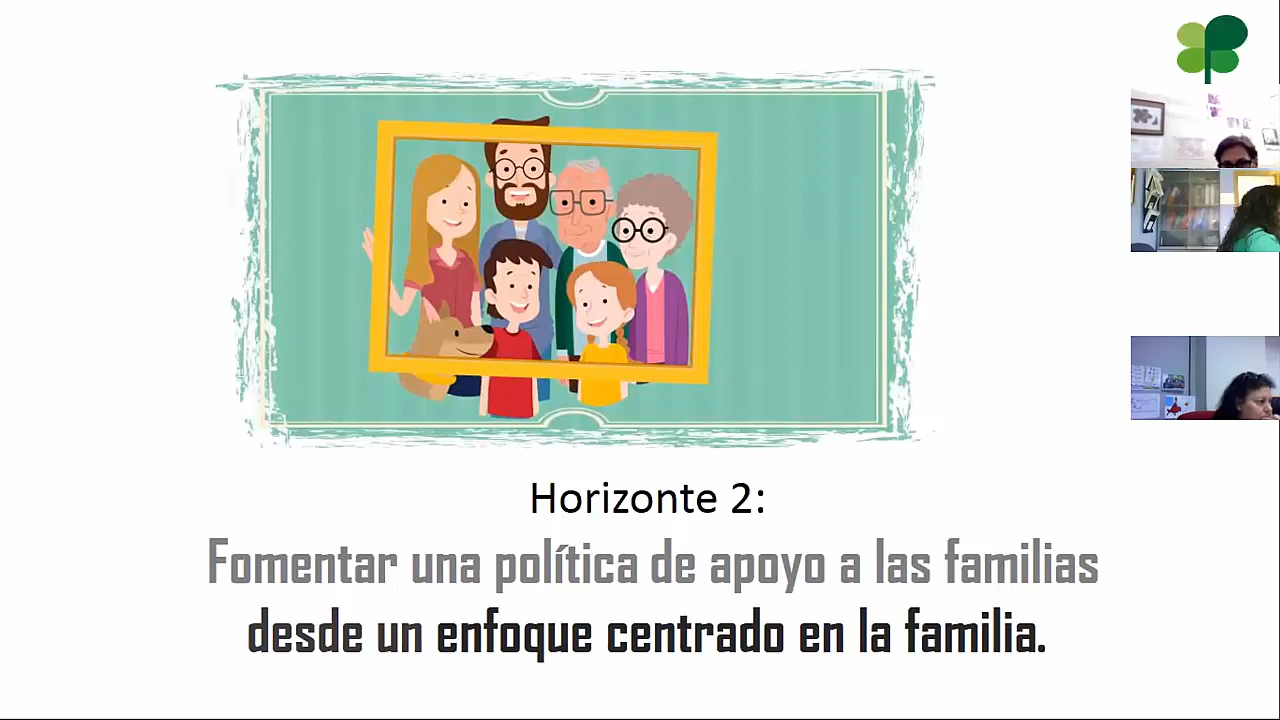 Horizonte 2:
Fomentar una política de apoyo a las familias
desde un enfoque centrado en la familia.